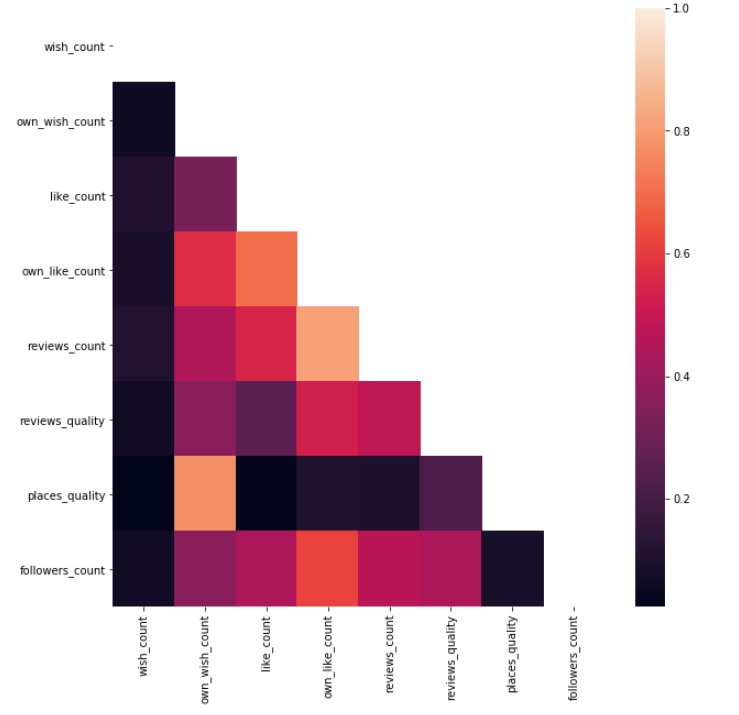 wish_count
own_wish_count
like_count
own_like_count
reviews_count
reviews_quality
places_quality
followers_count
wish_count
own_wish_count
like_count
own_like_count
reviews_count
reviews_quality
places_quality
followers_count
1.0
0.8
0.6
0.4
0.2